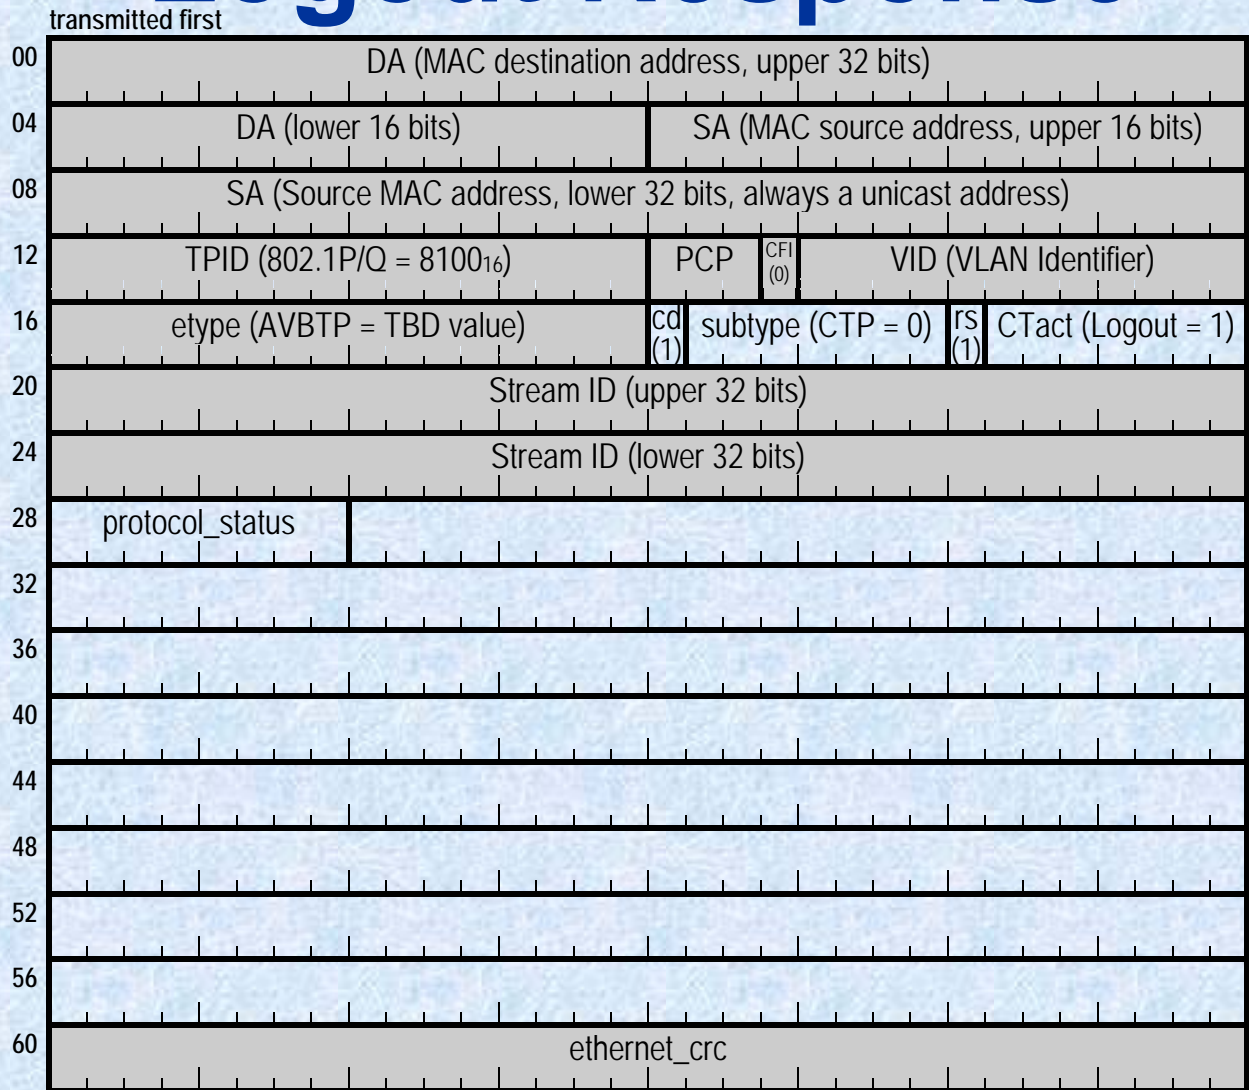 Logout Response
transmitted first
00 DA (MAC destination address, upper 32 bits)
04 DA (lower 16 bits) SA (MAC source address, upper 16 bits)
08 SA (Source MAC address, lower 32 bits, always a unicast address)
12 TPID (802.1P/Q = 8100₁₆) PCP CFI (0) VID (VLAN Identifier)
16 etype (AVBTP = TBD value) cd (1) subtype (CTP = 0) rs (1) CTact (Logout = 1)
20 Stream ID (upper 32 bits)
24 Stream ID (lower 32 bits)
28 protocol_status
32
36
40
44
48
52
56
60 ethernet_crc